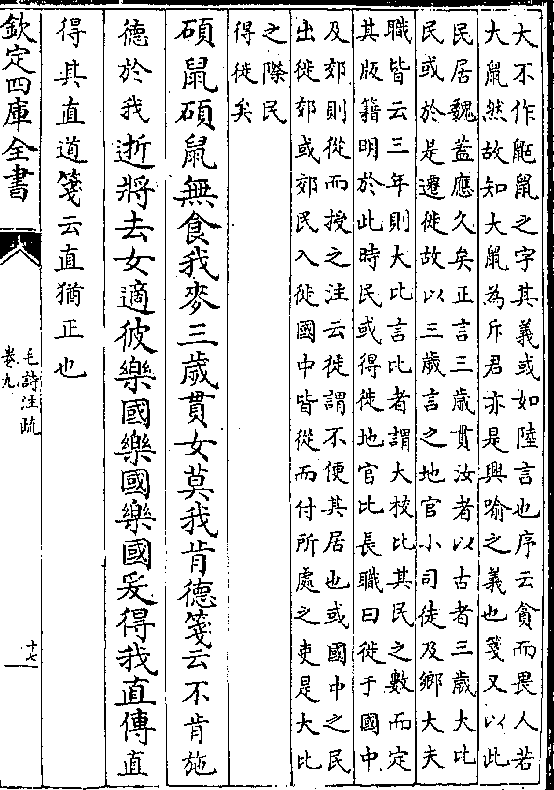 大不作鼫鼠之字其義或如陸言也序云貪而畏人若
大鼠然故知大鼠為斥君亦是興喻之義也箋又以此
民居魏蓋應久矣正言三歲貫汝者以古者三歲大比
民或於是遷徙故以三歲言之地官小司徒及鄉大夫
職皆云三年則大比言比者謂大校比其民之數而定
其版籍明於此時民或得徙地官比長職曰徙于國中
及郊則從而授之注云徙謂不便其居也或國中之民
出徙郊或郊民入徙國中皆從而付所處之吏是大比
之際民
得徙矣
碩鼠碩鼠無食我麥三歲貫女莫我肯德箋云不肯施
德於我逝將去女適彼樂國樂國樂國爰得我直傳直
得其直道箋云直猶正也
欽定四庫全書
毛詩注疏
卷九
十七